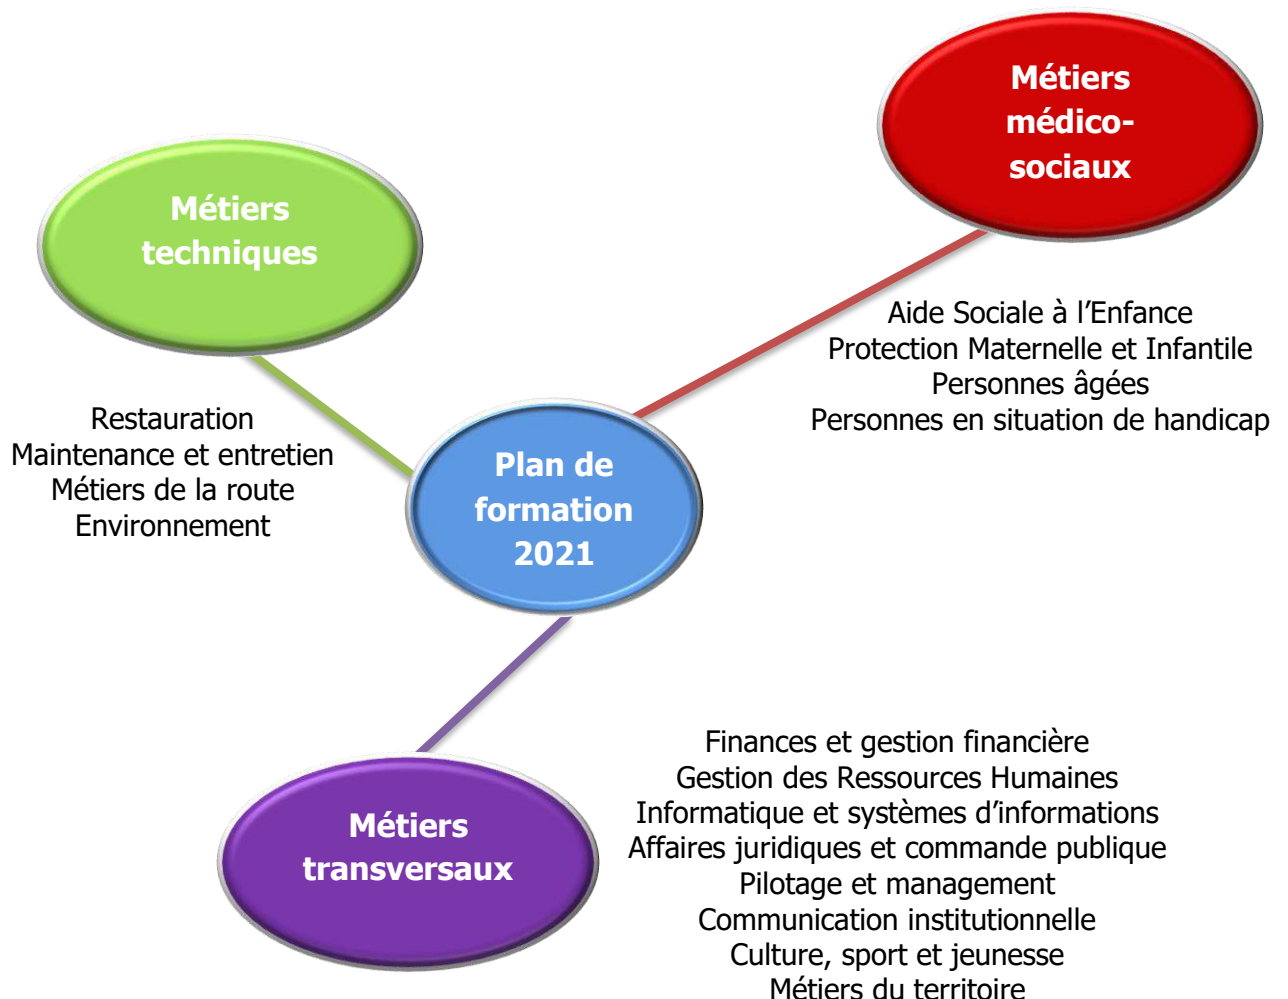 Métiers
médico-
sociaux
Métiers
techniques
Aide Sociale à l’Enfance
Protection Maternelle et Infantile
Personnes âgées
Personnes en situation de handicap
Restauration
Maintenance et entretien
Métiers de la route
Environnement
Plan de
formation
2021
Métiers
transversaux
Finances et gestion financière
Gestion des Ressources Humaines
Informatique et systèmes d’informations
Affaires juridiques et commande publique
Pilotage et management
Communication institutionnelle
Culture, sport et jeunesse
Métiers du territoire